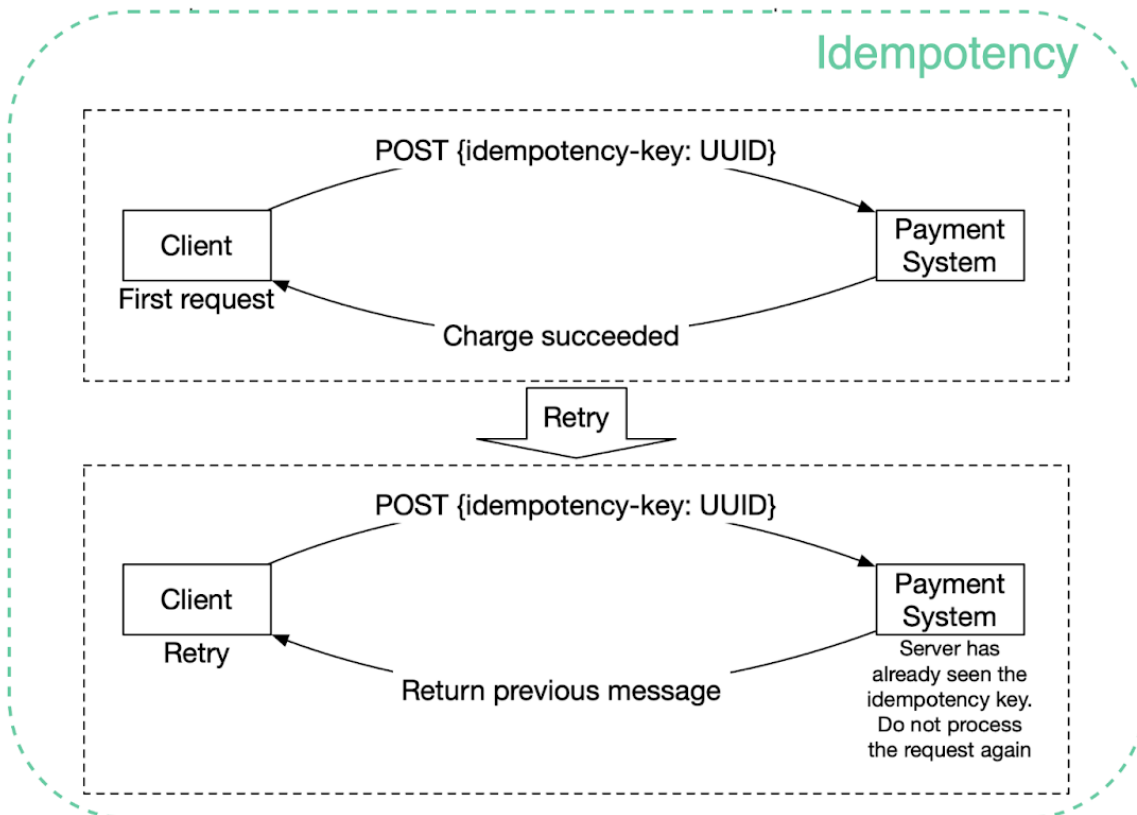 Idempotency
POST {idempotency-key: UUID}
Client
Payment
System
First request
Charge succeeded
Retry
POST {idempotency-key: UUID}
Client
Payment
System
Retry
Server has
already seen the
idempotency key.
Do not process
the request again
Return previous message